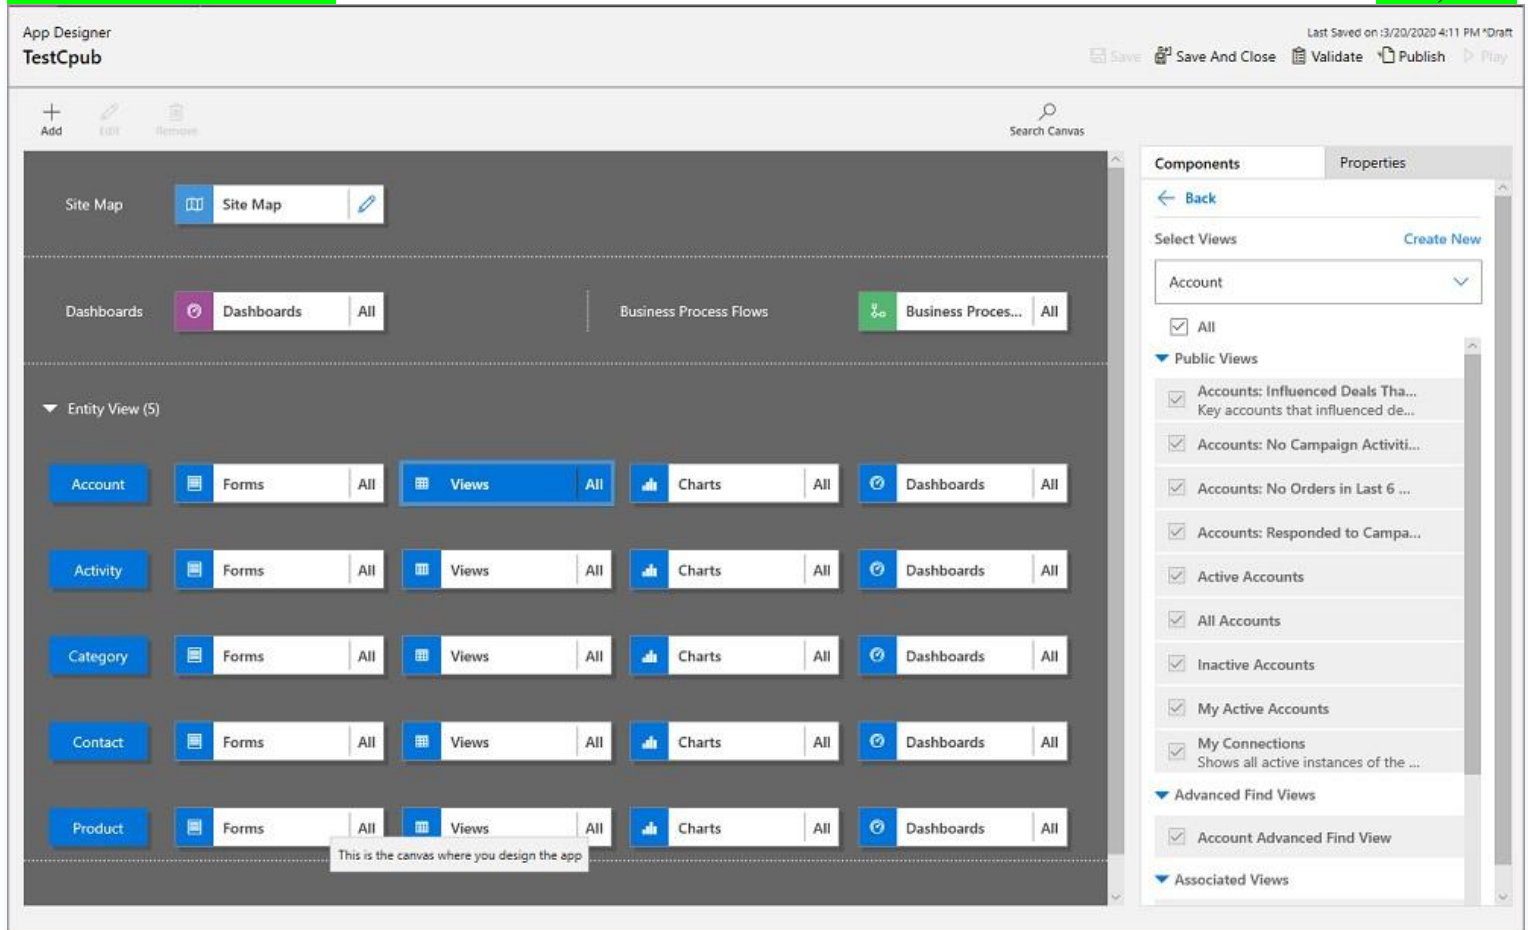 App Designer
TestCpub
Last Saved on :3/20/2020 4:11 PM *Draft
Save Save And Close Validate Publish Play
Add Edit Remove
Search Canvas
Site Map Site Map
Dashboards Dashboards All Business Process Flows Business Proces... All
Entity View (5)
Account Forms All Views All Charts All Dashboards All
Activity Forms All Views All Charts All Dashboards All
Category Forms All Views All Charts All Dashboards All
Contact Forms All Views All Charts All Dashboards All
Product Forms All Views All Charts All Dashboards All
This is the canvas where you design the app
Components Properties
Back
Select Views Create New
Account
All
Public Views
Accounts: Influenced Deals Tha...
Key accounts that influenced de...
Accounts: No Campaign Activiti...
Accounts: No Orders in Last 6 ...
Accounts: Responded to Campa...
Active Accounts
All Accounts
Inactive Accounts
My Active Accounts
My Connections
Shows all active instances of the ...
Advanced Find Views
Account Advanced Find View
Associated Views